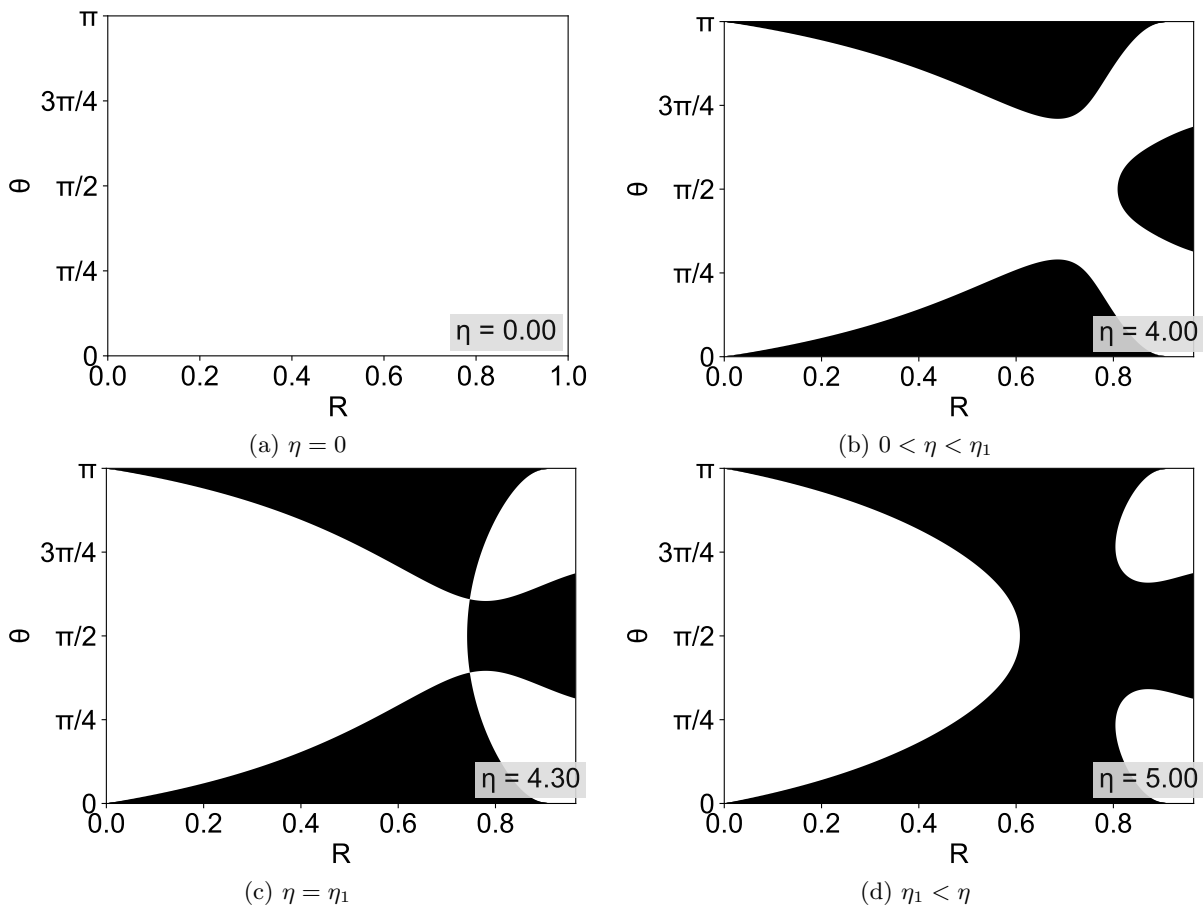 π
3π/4
θ
π/2
π/4
0
η = 0.00
0.0 0.2 0.4 0.6 0.8 1.0
R
(a) η = 0
π
3π/4
θ
π/2
π/4
0
η = 4.00
0.0 0.2 0.4 0.6 0.8
R
(b) 0 < η < η₁
π
3π/4
θ
π/2
π/4
0
η = 4.30
0.0 0.2 0.4 0.6 0.8
R
(c) η = η₁
π
3π/4
θ
π/2
π/4
0
η = 5.00
0.0 0.2 0.4 0.6 0.8
R
(d) η₁ < η